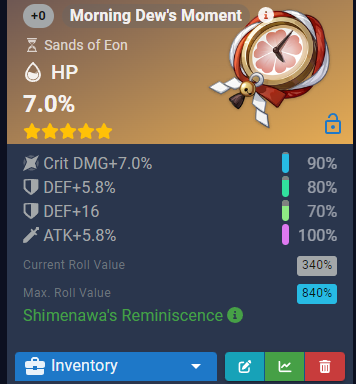 +0 Morning Dew's Moment
Sands of Eon
HP
7.0%
Crit DMG+7.0% 90%
DEF+5.8% 80%
DEF+16 70%
ATK+5.8% 100%
Current Roll Value 340%
Max. Roll Value 840%
Shimenawa's Reminiscence
Inventory